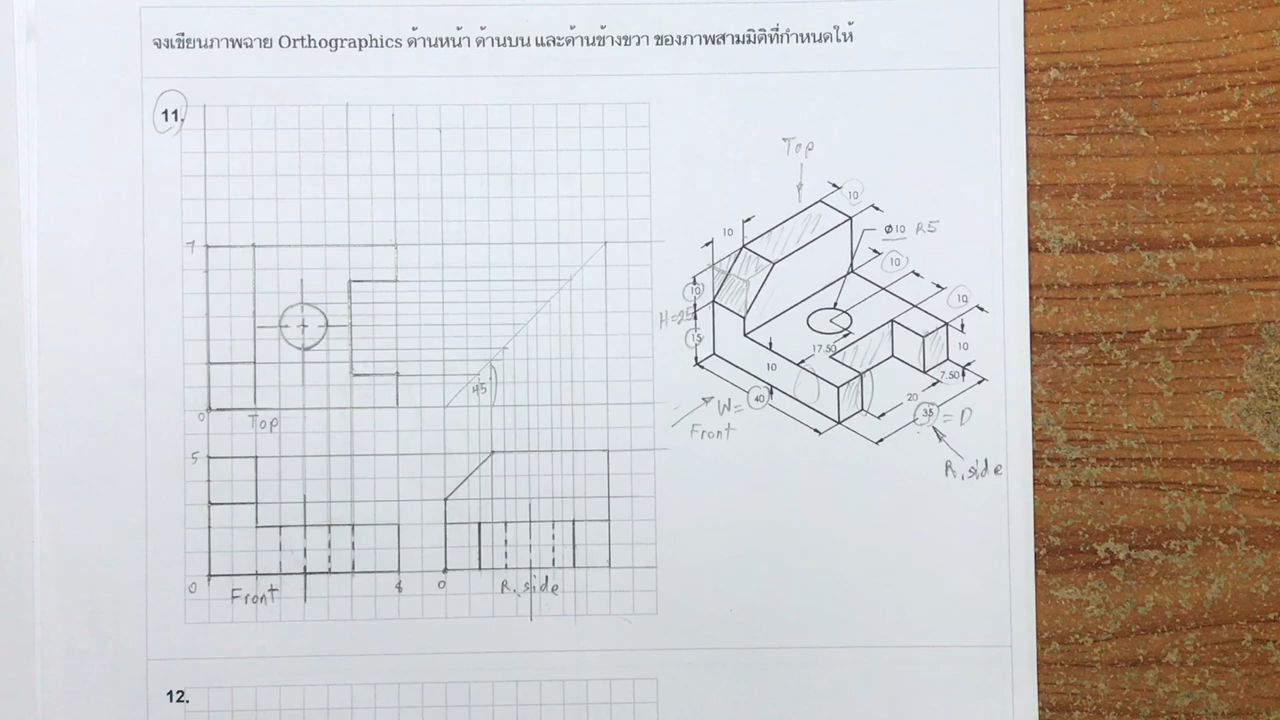 จงเขียนภาพฉาย Orthographics ด้านหน้า ด้านบน และด้านข้างขวา ของภาพสามมิติที่กำหนดให้
11.
Top
10
10
Ø10 R5
7
10
10
10
H=25
15
17.50
10
10
7.50
45
W= 40
20
35 = D
0
Top
Front
5
R.side
0
Front
8
0
R.side
12.